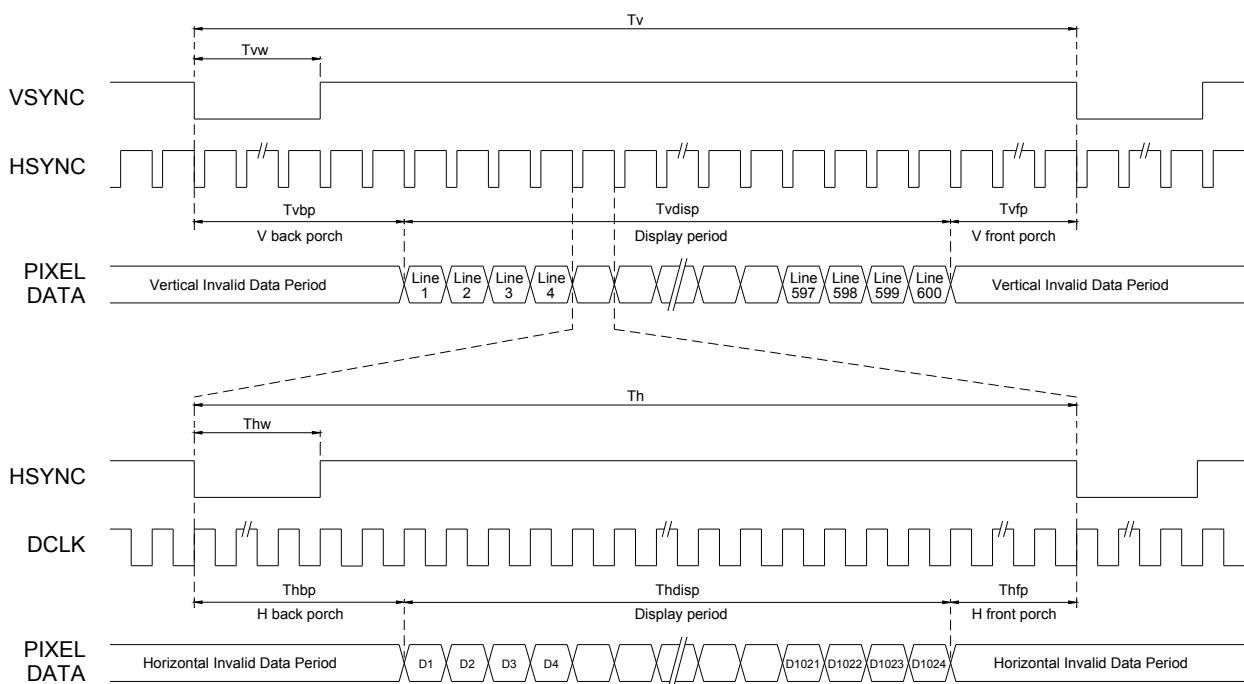 Tv
Tvw
VSYNC
HSYNC
Tvbp
Tvdisp
Tvfp
V back porch
Display period
V front porch
PIXEL
DATA
Vertical Invalid Data Period
Line
1
Line
2
Line
3
Line
4
Line
597
Line
598
Line
599
Line
600
Vertical Invalid Data Period
Th
Thw
HSYNC
DCLK
Thbp
Thdisp
Thfp
H back porch
Display period
H front porch
PIXEL
DATA
Horizontal Invalid Data Period
D1
D2
D3
D4
D1021
D1022
D1023
D1024
Horizontal Invalid Data Period